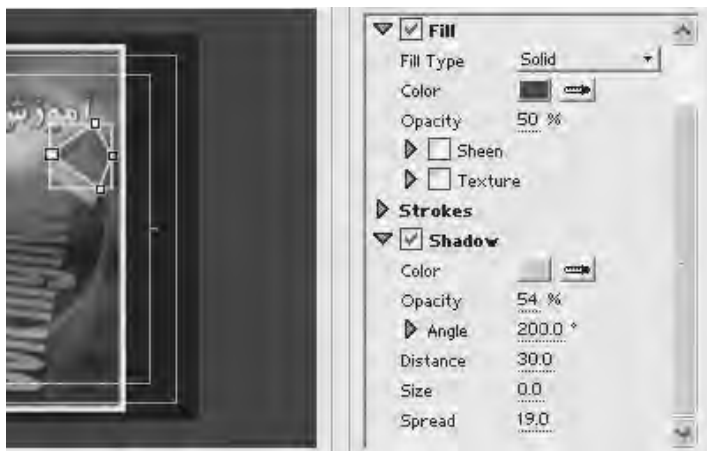 آموزش
Fill
Fill Type Solid
Color
Opacity 50 %
Sheen
Texture
Strokes
Shadow
Color
Opacity 54 %
Angle 200.0 °
Distance 30.0
Size 0.0
Spread 19.0